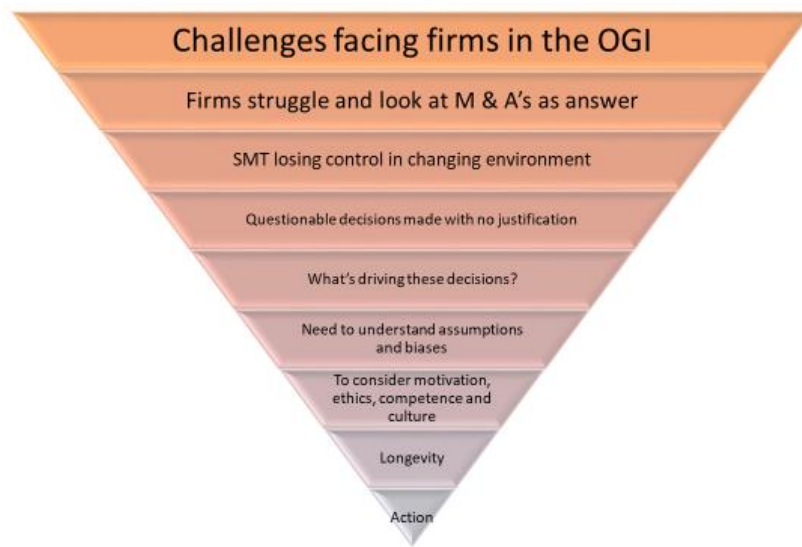 Challenges facing firms in the OGI
Firms struggle and look at M & A's as answer
SMT losing control in changing environment
Questionable decisions made with no justification
What's driving these decisions?
Need to understand assumptions
and biases
To consider motivation,
ethics, competence and
culture
Longevity
Action